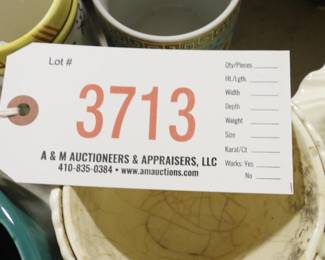 Lot #
3713
A & M AUCTIONEERS & APPRAISERS, LLC
410-835-0384 • www.amauctions.com
Qty/Pieces
Ht./Lgth.
Width
Depth
Weight
Size
Karat/Ct
Works: Yes
No